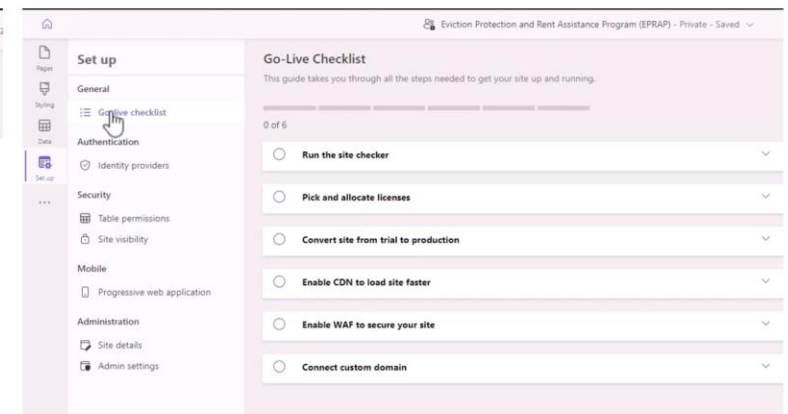 Eviction Protection and Rent Assistance Program (EPRAP) - Private - Saved
Pages
Styling
Data
Set up
Set up
General
Go-live checklist
Authentication
Identity providers
Security
Table permissions
Site visibility
Mobile
Progressive web application
Administration
Site details
Admin settings
Go-Live Checklist
This guide takes you through all the steps needed to get your site up and running.
0 of 6
Run the site checker
Pick and allocate licenses
Convert site from trial to production
Enable CDN to load site faster
Enable WAF to secure your site
Connect custom domain